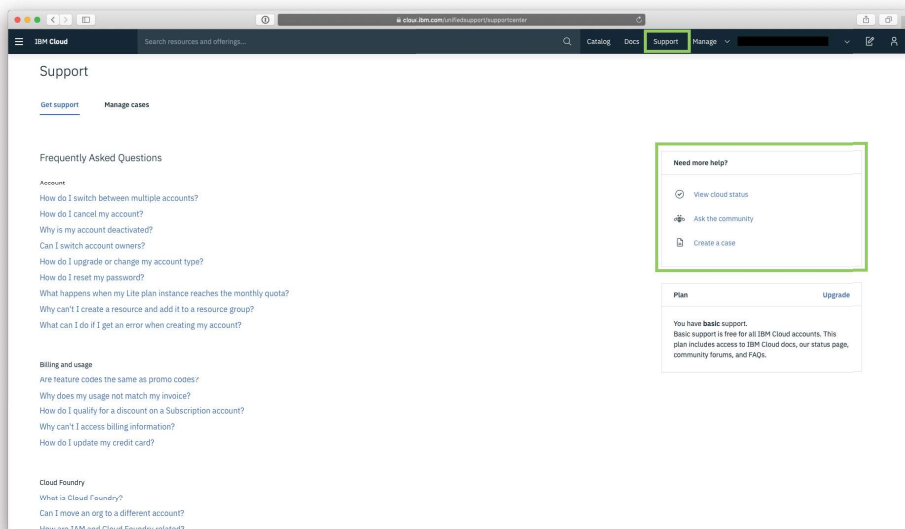 cloud.ibm.com/unifiedsupport/supportcenter
IBM Cloud
Search resources and offerings...
Catalog Docs Support Manage
Support
Get support Manage cases
Frequently Asked Questions
Account
How do I switch between multiple accounts?
How do I cancel my account?
Why is my account deactivated?
Can I switch account owners?
How do I upgrade or change my account type?
How do I reset my password?
What happens when my Lite plan instance reaches the monthly quota?
Why can't I create a resource and add it to a resource group?
What can I do if I get an error when creating my account?
Billing and usage
Are feature codes the same as promo codes?
Why does my usage not match my invoice?
How do I qualify for a discount on a Subscription account?
Why can't I access billing information?
How do I update my credit card?
Cloud Foundry
What is Cloud Foundry?
Can I move an org to a different account?
How are IAM and Cloud Foundry related?
Need more help?
View cloud status
Ask the community
Create a case
Plan Upgrade
You have basic support.
Basic support is free for all IBM Cloud accounts. This
plan includes access to IBM Cloud docs, our status page,
community forums, and FAQs.